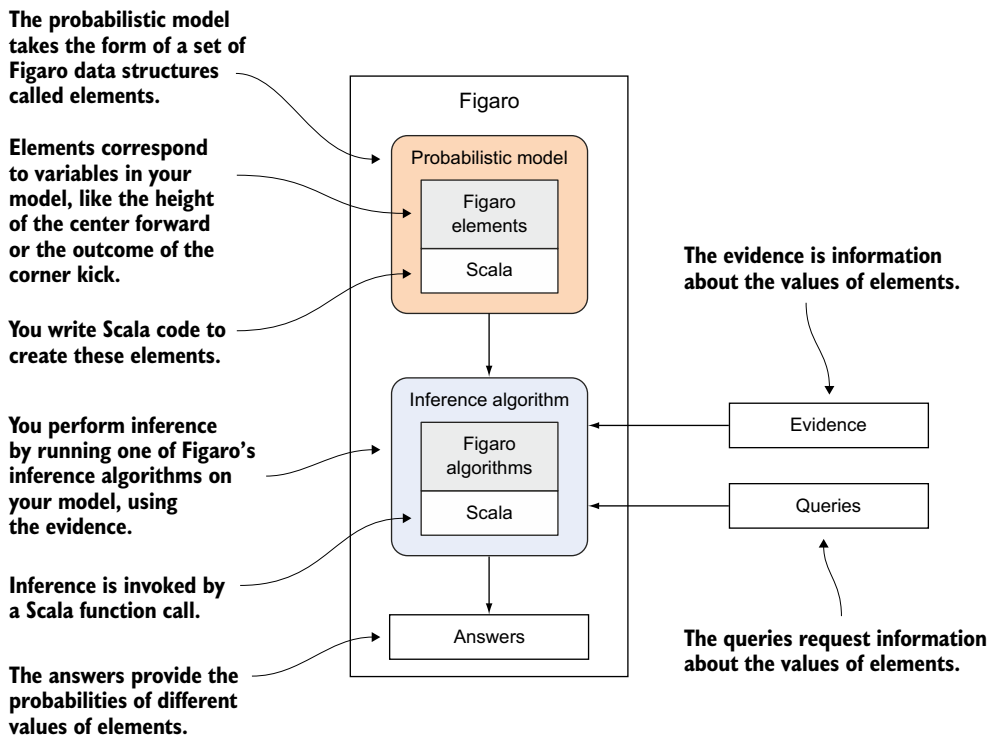 The probabilistic model
takes the form of a set of
Figaro data structures
called elements.
Elements correspond
to variables in your
model, like the height
of the center forward
or the outcome of the
corner kick.
You write Scala code to
create these elements.
You perform inference
by running one of Figaro’s
inference algorithms on
your model, using
the evidence.
Inference is invoked by
a Scala function call.
The answers provide the
probabilities of different
values of elements.
Figaro
Probabilistic model
Figaro
elements
Scala
Inference algorithm
Figaro
algorithms
Scala
Answers
The evidence is information
about the values of elements.
Evidence
Queries
The queries request information
about the values of elements.